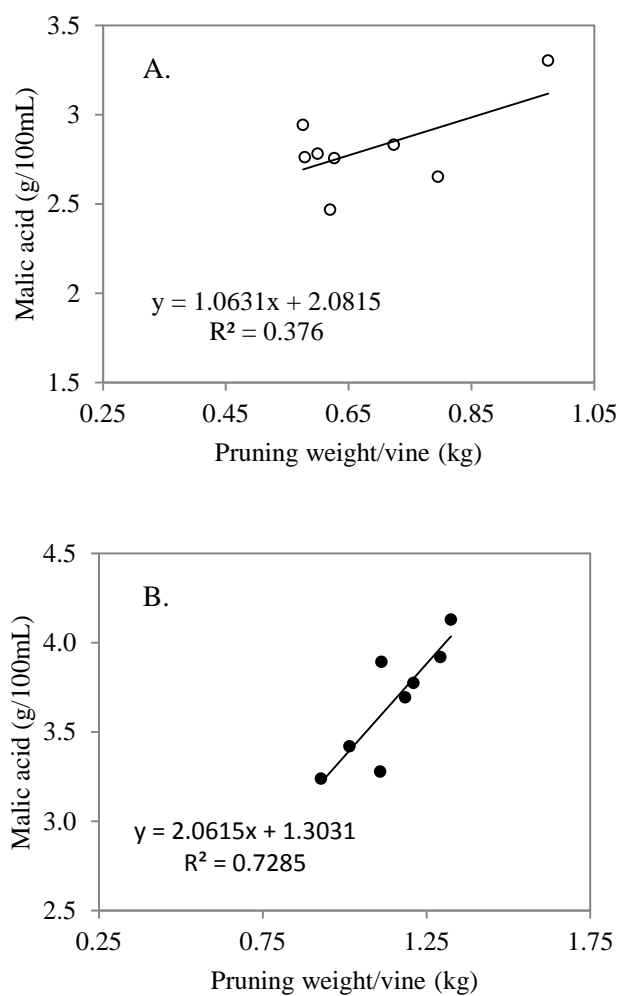 A.
Malic acid (g/100mL)
3.5
3
2.5
2
1.5
y = 1.0631x + 2.0815
R² = 0.376
0.25 0.45 0.65 0.85 1.05
Pruning weight/vine (kg)
B.
Malic acid (g/100mL)
4.5
4.0
3.5
3.0
2.5
y = 2.0615x + 1.3031
R² = 0.7285
0.25 0.75 1.25 1.75
Pruning weight/vine (kg)